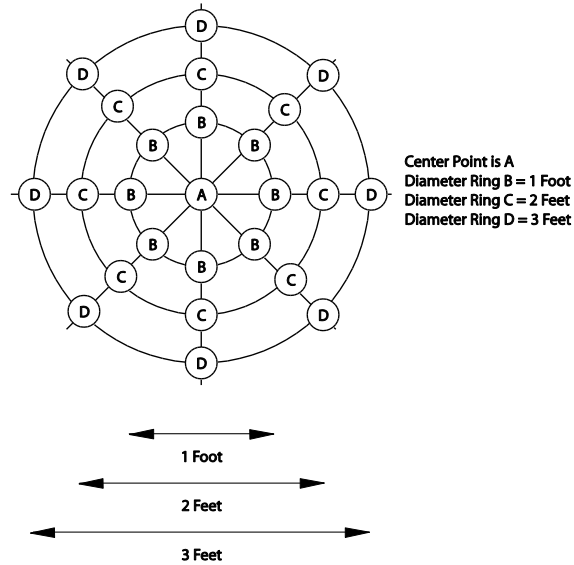 D
D C D
C C
B
B B
D C B A B C D
B B
B
C C
D C D
D
Center Point is A
Diameter Ring B = 1 Foot
Diameter Ring C = 2 Feet
Diameter Ring D = 3 Feet
1 Foot
2 Feet
3 Feet